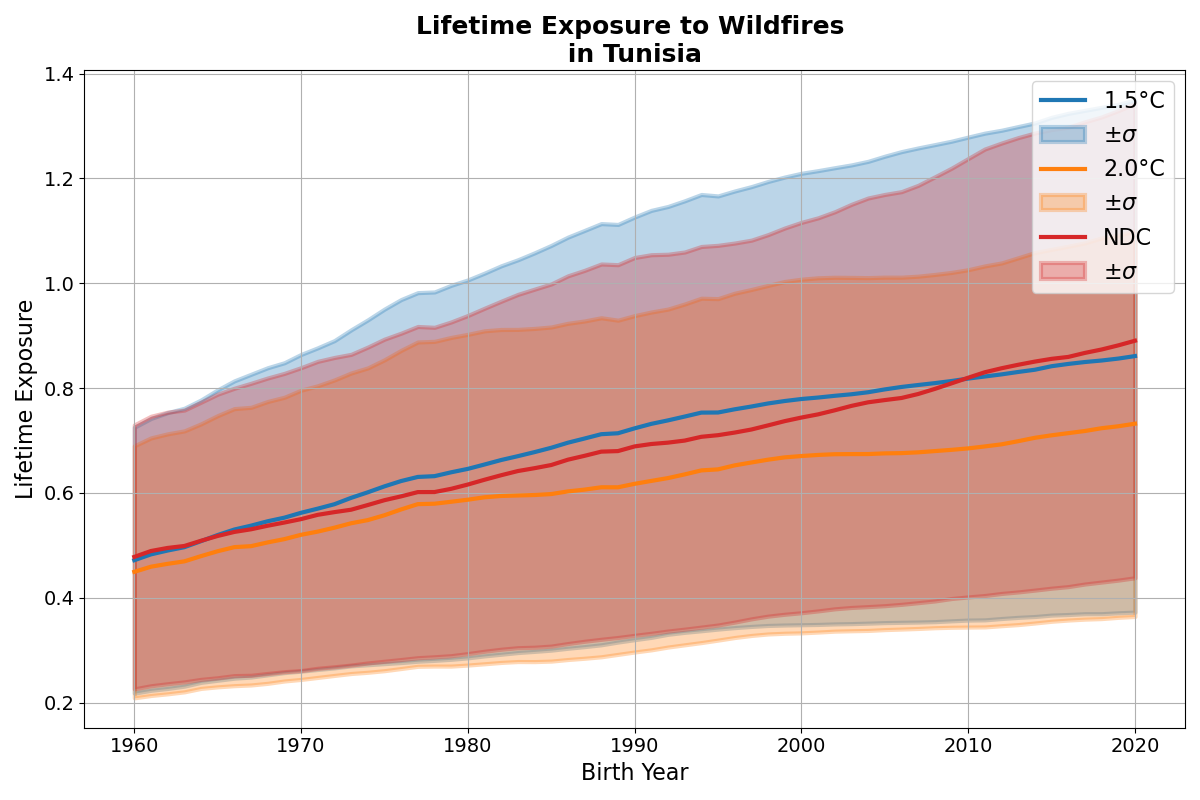 Lifetime Exposure to Wildfires
in Tunisia
1.4
1.2
1.0
0.8
0.6
0.4
0.2
Lifetime Exposure
1.5°C
±σ
2.0°C
±σ
NDC
±σ
1960 1970 1980 1990 2000 2010 2020
Birth Year